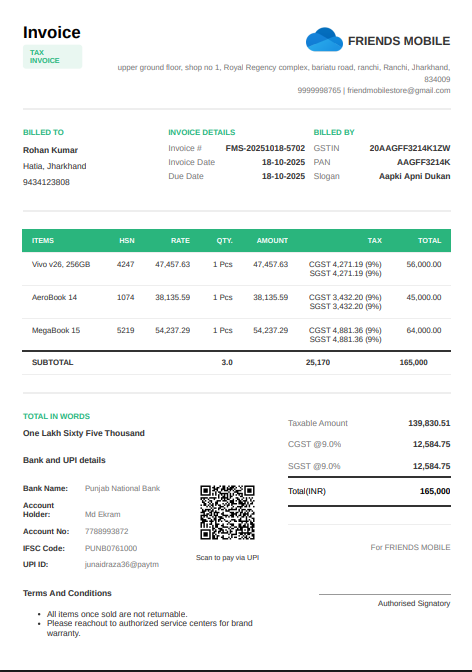 Invoice
TAX
INVOICE
FRIENDS MOBILE
upper ground floor, shop no 1, Royal Regency complex, bariatu road, ranchi, Ranchi, Jharkhand,
834009
9999998765 | friendmobilestore@gmail.com
BILLED TO
Rohan Kumar
Hatia, Jharkhand
9434123808
INVOICE DETAILS
Invoice # FMS-20251018-5702
Invoice Date 18-10-2025
Due Date 18-10-2025
BILLED BY
GSTIN 20AAGFF3214K1ZW
PAN AAGFF3214K
Slogan Aapki Apni Dukan
ITEMS HSN RATE QTY. AMOUNT TAX TOTAL
Vivo v26, 256GB 4247 47,457.63 1 Pcs 47,457.63 CGST 4,271.19 (9%) 56,000.00
SGST 4,271.19 (9%)
AeroBook 14 1074 38,135.59 1 Pcs 38,135.59 CGST 3,432.20 (9%) 45,000.00
SGST 3,432.20 (9%)
MegaBook 15 5219 54,237.29 1 Pcs 54,237.29 CGST 4,881.36 (9%) 64,000.00
SGST 4,881.36 (9%)
SUBTOTAL 3.0 25,170 165,000
TOTAL IN WORDS
One Lakh Sixty Five Thousand
Bank and UPI details
Bank Name: Punjab National Bank
Account
Holder: Md Ekram
Account No: 7788993872
IFSC Code: PUNB0761000
UPI ID: junaidraza36@paytm
Scan to pay via UPI
Taxable Amount 139,830.51
CGST @9.0% 12,584.75
SGST @9.0% 12,584.75
Total(INR) 165,000
For FRIENDS MOBILE
Authorised Signatory
Terms And Conditions
• All items once sold are not returnable.
• Please reachout to authorized service centers for brand
warranty.